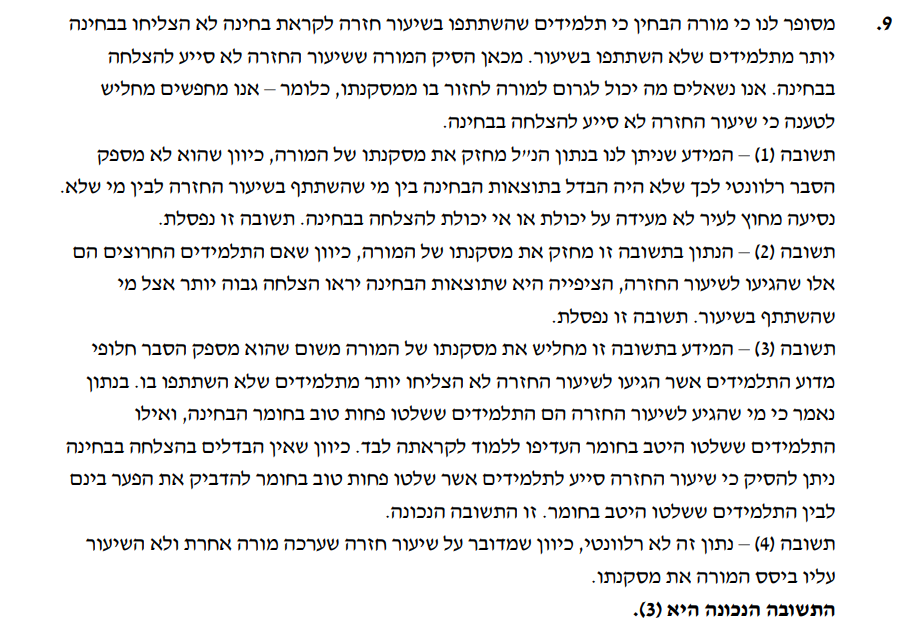 9. מסופר לנו כי מורה הבחין כי תלמידים שהשתתפו בשיעור חזרה לקראת בחינה לא הצליחו בבחינה
יותר מתלמידים שלא השתתפו בשיעור. מכאן הסיק המורה ששיעור החזרה לא סייע להצלחה
בבחינה. אנו נשאלים מה יכול לגרום למורה לחזור בו ממסקנתו, כלומר – אנו מחפשים מחליש
לטענה כי שיעור החזרה לא סייע להצלחה בבחינה.
תשובה (1) – המידע שניתן לנו בנתון הנ״ל מחזק את מסקנתו של המורה, כיוון שהוא לא מספק
הסבר רלוונטי לכך שלא היה הבדל בתוצאות הבחינה בין מי שהשתתף בשיעור החזרה לבין מי שלא.
נסיעה מחוץ לעיר לא מעידה על יכולת או אי יכולת להצלחה בבחינה. תשובה זו נפסלת.
תשובה (2) – הנתון בתשובה זו מחזק את מסקנתו של המורה, כיוון שאם התלמידים החרוצים הם
אלו שהגיעו לשיעור החזרה, הציפייה היא שתוצאות הבחינה יראו הצלחה גבוה יותר אצל מי
שהשתתף בשיעור. תשובה זו נפסלת.
תשובה (3) – המידע בתשובה זו מחליש את מסקנתו של המורה משום שהוא מספק הסבר חלופי
מדוע התלמידים אשר הגיעו לשיעור החזרה לא הצליחו יותר מתלמידים שלא השתתפו בו. בנתון
נאמר כי מי שהגיע לשיעור החזרה הם התלמידים ששלטו פחות טוב בחומר הבחינה, ואילו
התלמידים ששלטו היטב בחומר העדיפו ללמוד לקראתה לבד. כיוון שאין הבדלים בהצלחה בבחינה
ניתן להסיק כי שיעור החזרה סייע לתלמידים אשר שלטו פחות טוב בחומר להדביק את הפער בינם
לבין התלמידים ששלטו היטב בחומר. זו התשובה הנכונה.
תשובה (4) – נתון זה לא רלוונטי, כיוון שמדובר על שיעור חזרה שערכה מורה אחרת ולא השיעור
עליו ביסס המורה את מסקנתו.
התשובה הנכונה היא (3).